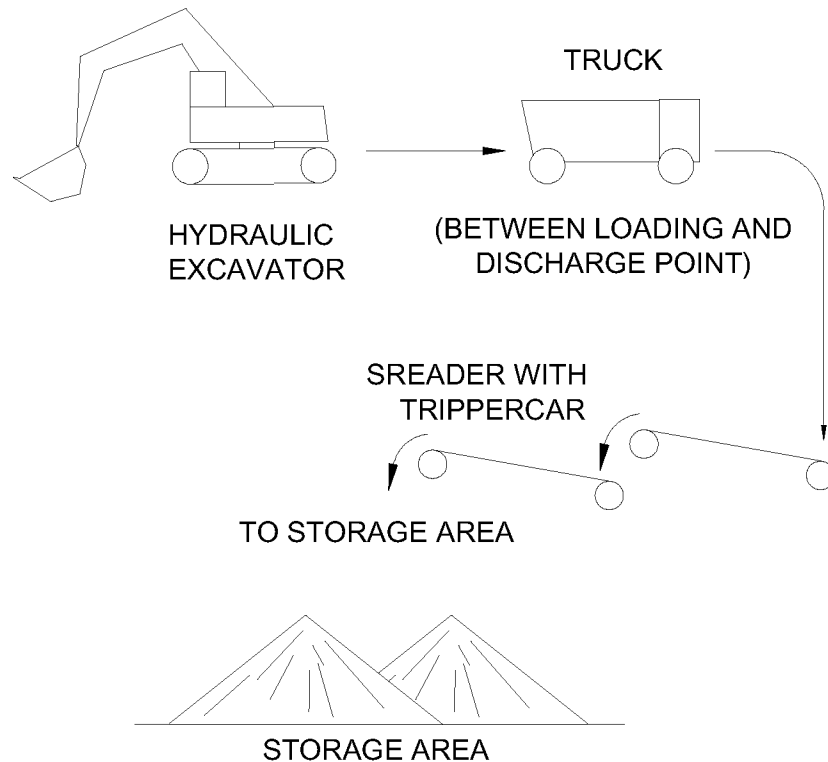 TRUCK
HYDRAULIC
EXCAVATOR
(BETWEEN LOADING AND
DISCHARGE POINT)
SREADER WITH
TRIPPERCAR
TO STORAGE AREA
STORAGE AREA